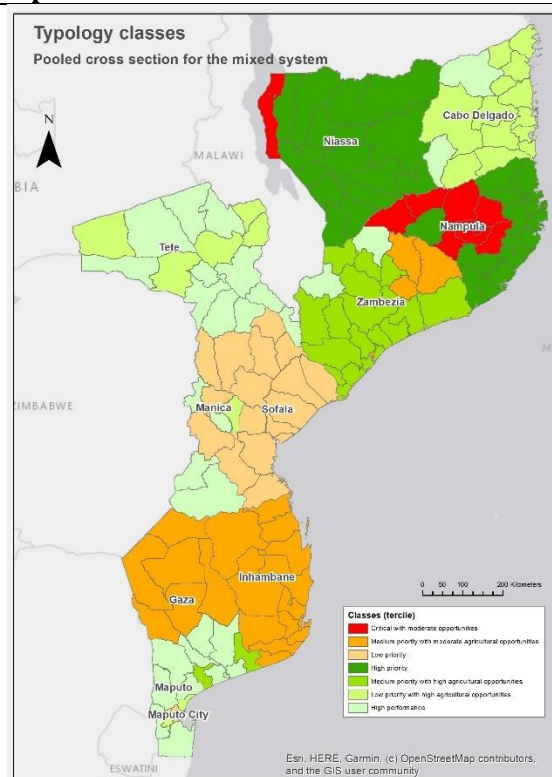 Typology classes
Pooled cross section for the mixed system
N
MALAWI
BIA
Cabo Delgado
Niassa
Nampula
Tete
Zambezia
ZIMBABWE
Manica
Sofala
Inhambane
Gaza
0 50 100 200 Kilometers
Classes (tercile)
Critical with moderate opportunities
Medium priority with moderate agricultural opportunities
Low priority
High priority
Medium priority with high agricultural opportunities
Low priority with high agricultural opportunities
High performance
Maputo
Maputo City
ESWATINI
Esri, HERE, Garmin, (c) OpenStreetMap contributors,
and the GIS user community